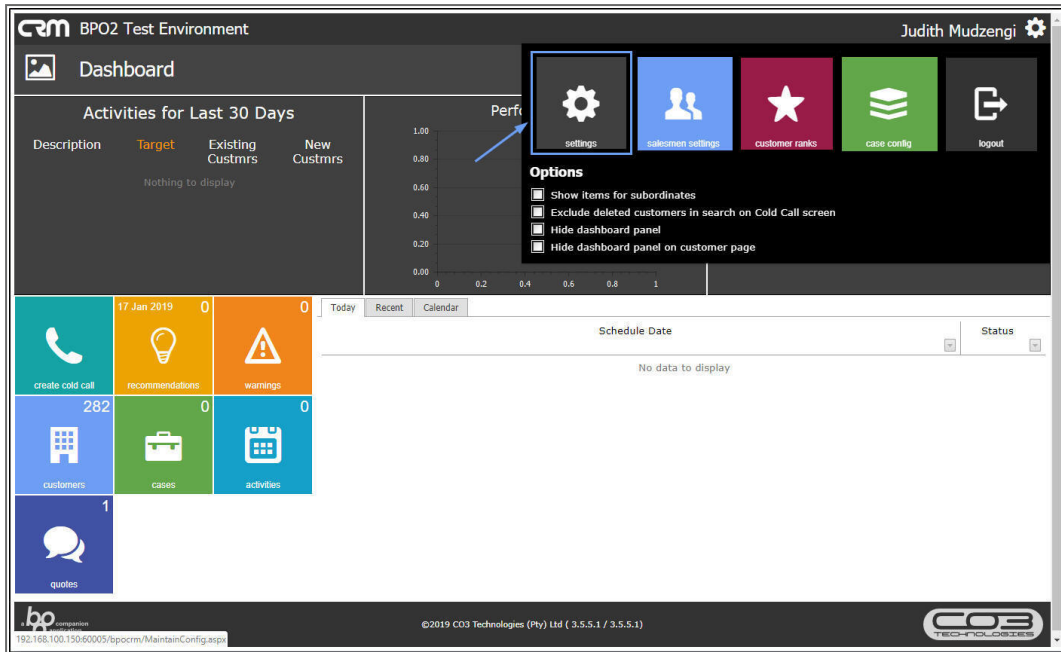 CRM BPO2 Test Environment
Judith Mudzengi
Dashboard
Activities for Last 30 Days
Description Target Existing Custmrs New Custmrs
Nothing to display
Perfo
1.00
0.80
0.60
0.40
0.20
0.00
0 0.2 0.4 0.6 0.8 1
settings
salesmen settings
customer ranks
case config
logout
Options
Show items for subordinates
Exclude deleted customers in search on Cold Call screen
Hide dashboard panel
Hide dashboard panel on customer page
create cold call
17 Jan 2019 0
recommendations
0
warnings
282
customers
0
cases
0
activities
1
quotes
Today Recent Calendar
Schedule Date Status
No data to display
a bp companion
192.168.100.150:60005/bpocrm/MaintainConfig.aspx
©2019 CO3 Technologies (Pty) Ltd ( 3.5.5.1 / 3.5.5.1)
CO3
TECHNOLOGIES